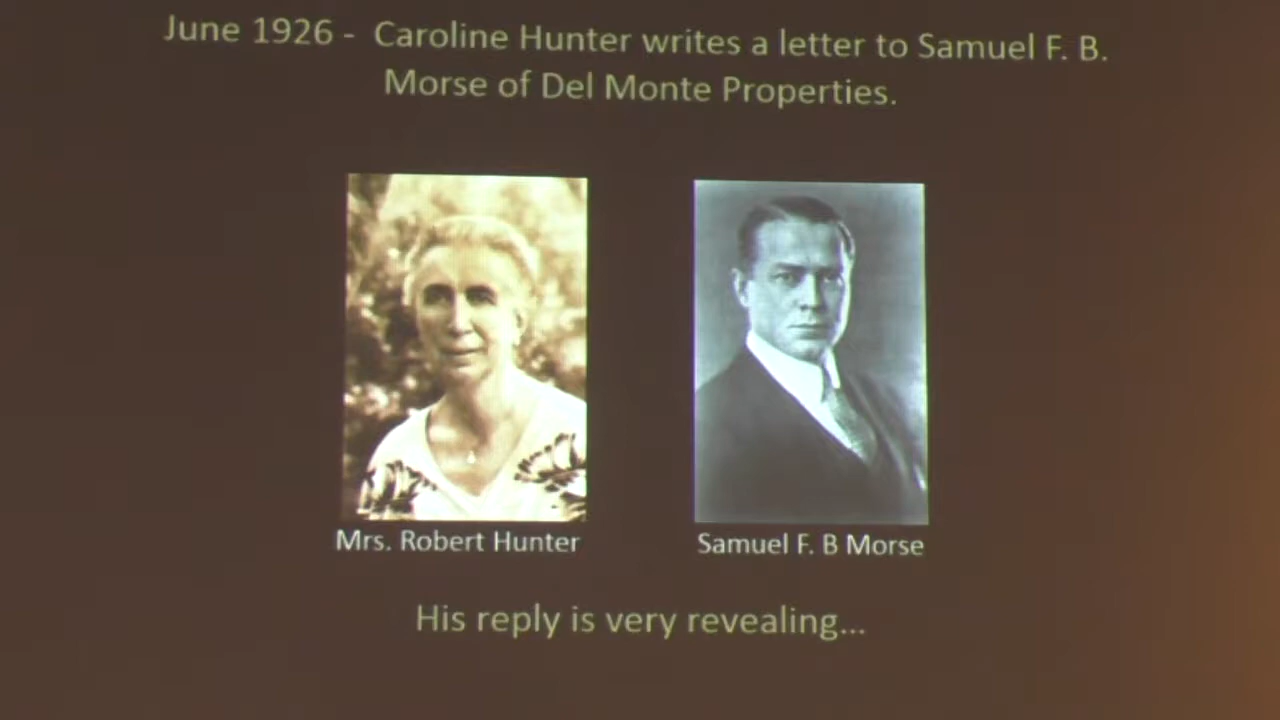 June 1926 - Caroline Hunter writes a letter to Samuel F. B.
Morse of Del Monte Properties.
Mrs. Robert Hunter
Samuel F. B Morse
His reply is very revealing...